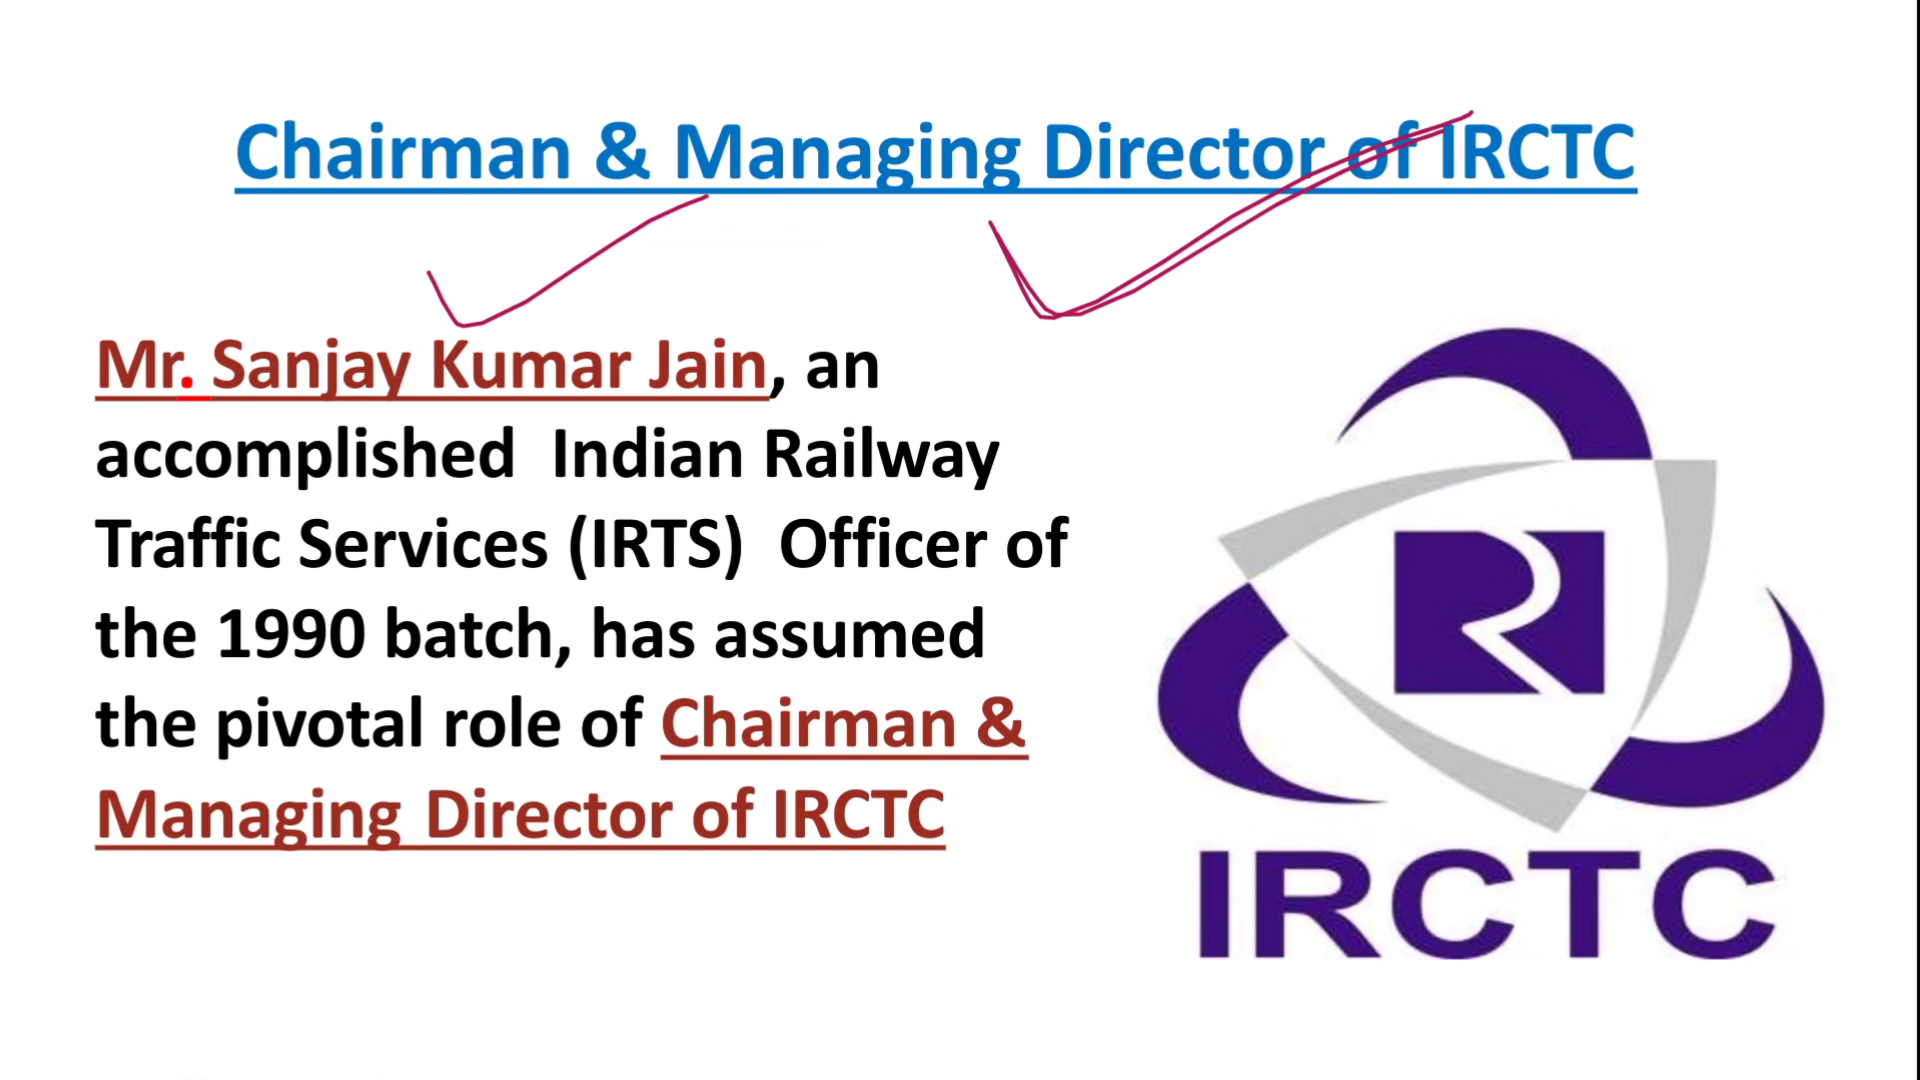 Chairman & Managing Director of IRCTC
Mr. Sanjay Kumar Jain, an
accomplished Indian Railway
Traffic Services (IRTS) Officer of
the 1990 batch, has assumed
the pivotal role of Chairman &
Managing Director of IRCTC
IRCTC